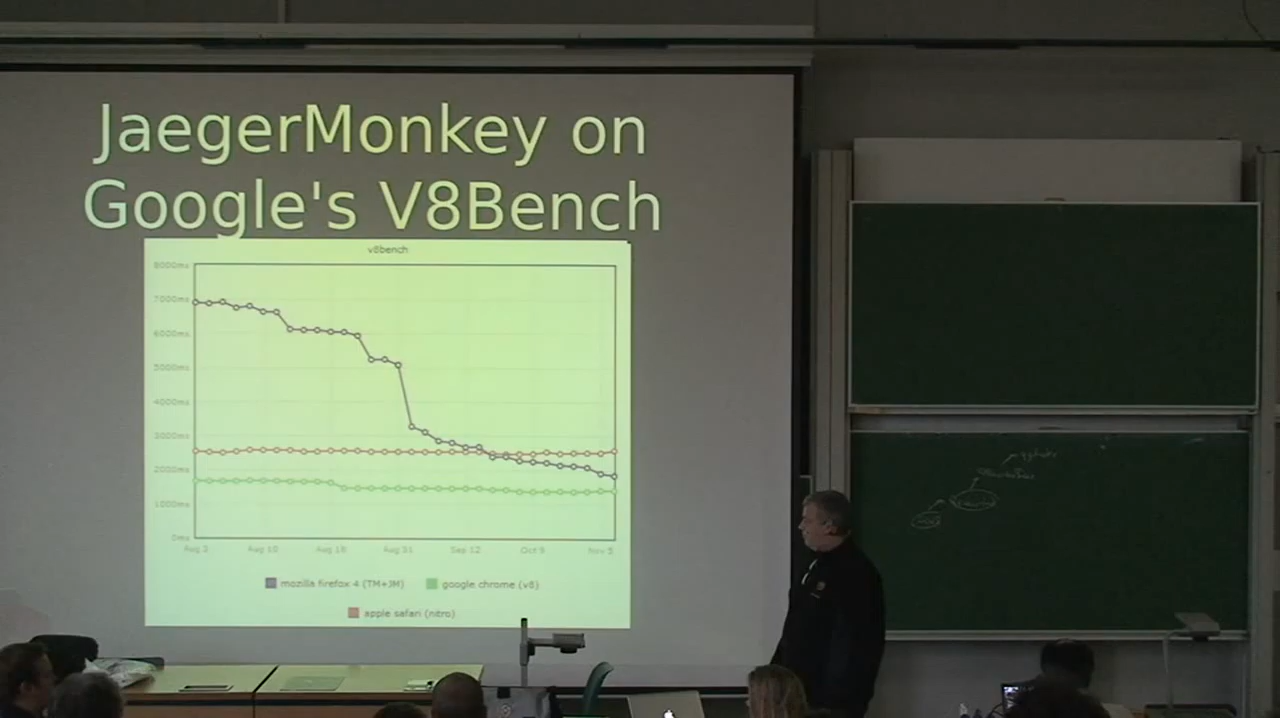 JaegerMonkey on
Google's V8Bench
v8bench
8000ms
7000ms
6000ms
5000ms
4000ms
3000ms
2000ms
1000ms
0ms
Aug 3 Aug 10 Aug 18 Aug 31 Sep 12 Oct 9 Nov 5
mozilla firefox 4 (TM+JM) google chrome (v8)
apple safari (nitro)